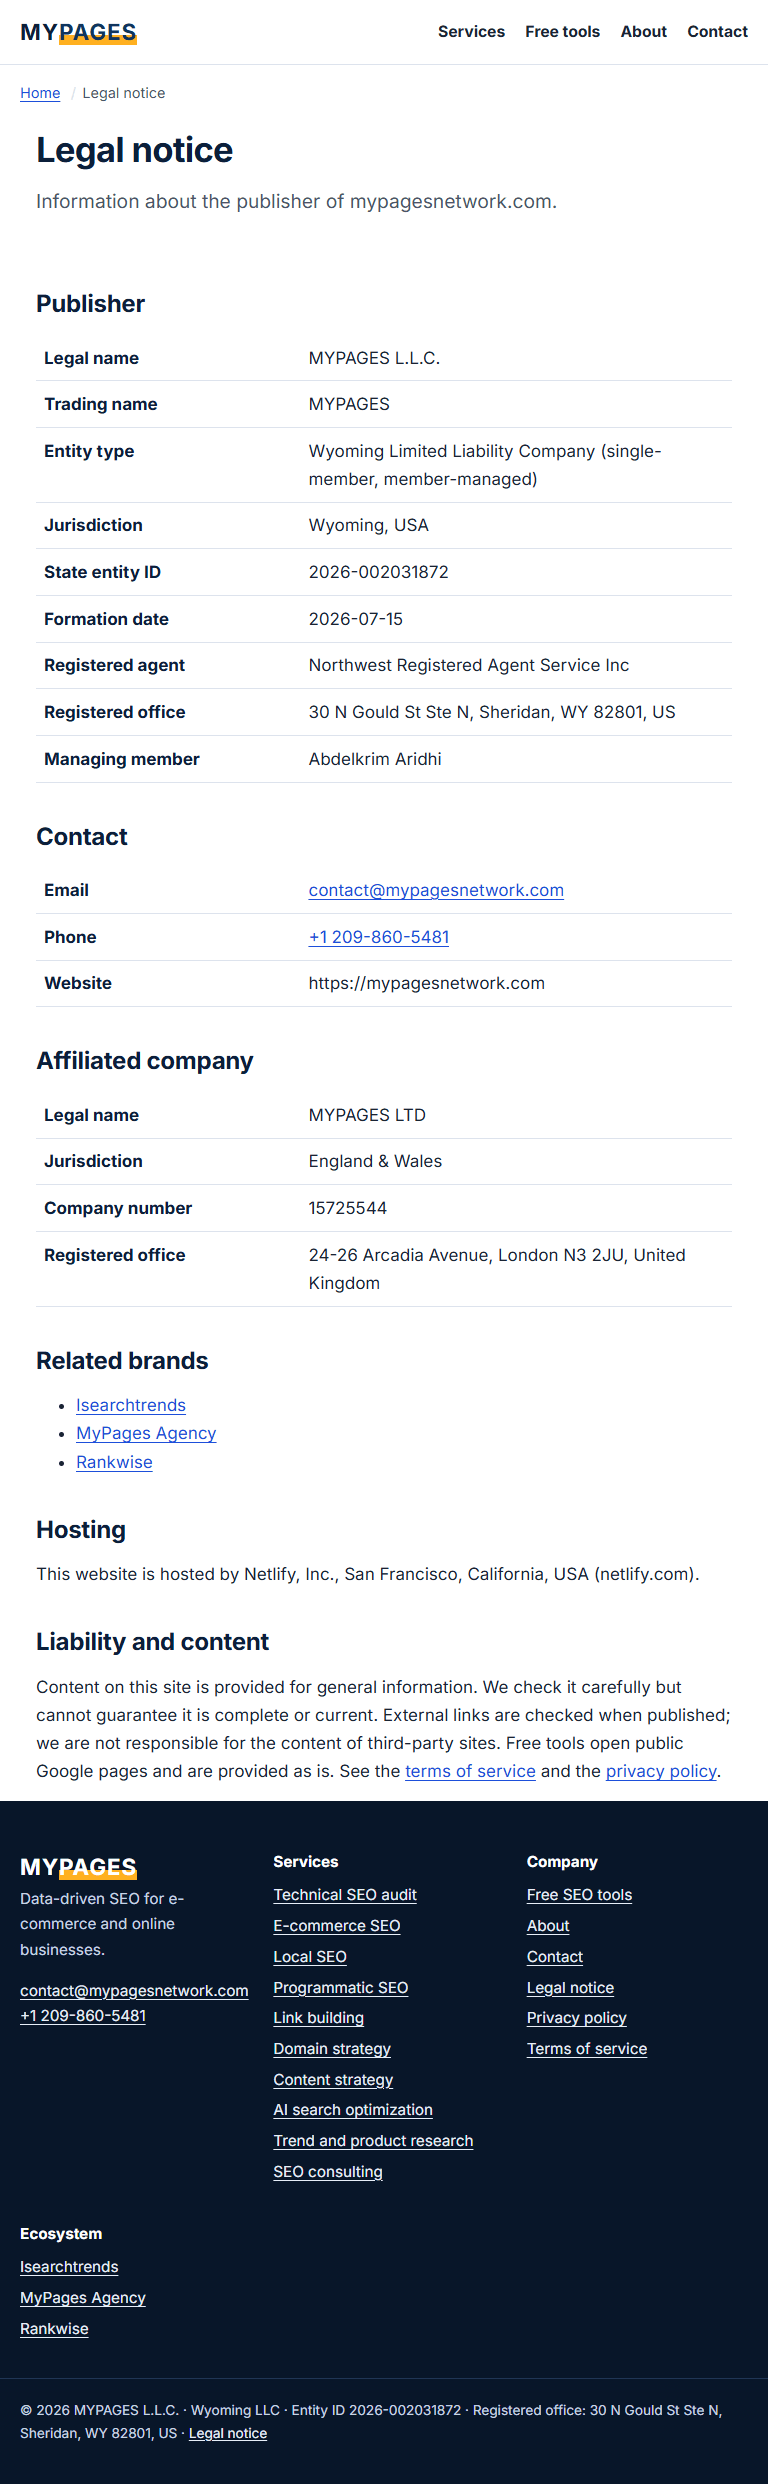 MYPAGES
Services Free tools About Contact
Home / Legal notice
Legal notice
Information about the publisher of mypagesnetwork.com.
Publisher
Legal name MYPAGES L.L.C.
Trading name MYPAGES
Entity type Wyoming Limited Liability Company (single-
member, member-managed)
Jurisdiction Wyoming, USA
State entity ID 2026-002031872
Formation date 2026-07-15
Registered agent Northwest Registered Agent Service Inc
Registered office 30 N Gould St Ste N, Sheridan, WY 82801, US
Managing member Abdelkrim Aridhi
Contact
Email contact@mypagesnetwork.com
Phone +1 209-860-5481
Website https://mypagesnetwork.com
Affiliated company
Legal name MYPAGES LTD
Jurisdiction England & Wales
Company number 15725544
Registered office 24-26 Arcadia Avenue, London N3 2JU, United
Kingdom
Related brands
• Isearchtrends
• MyPages Agency
• Rankwise
Hosting
This website is hosted by Netlify, Inc., San Francisco, California, USA (netlify.com).
Liability and content
Content on this site is provided for general information. We check it carefully but
cannot guarantee it is complete or current. External links are checked when published;
we are not responsible for the content of third-party sites. Free tools open public
Google pages and are provided as is. See the terms of service and the privacy policy.
MYPAGES
Data-driven SEO for e-
commerce and online
businesses.
contact@mypagesnetwork.com
+1 209-860-5481
Services
Technical SEO audit
E-commerce SEO
Local SEO
Programmatic SEO
Link building
Domain strategy
Content strategy
AI search optimization
Trend and product research
SEO consulting
Company
Free SEO tools
About
Contact
Legal notice
Privacy policy
Terms of service
Ecosystem
Isearchtrends
MyPages Agency
Rankwise
© 2026 MYPAGES L.L.C. · Wyoming LLC · Entity ID 2026-002031872 · Registered office: 30 N Gould St Ste N,
Sheridan, WY 82801, US · Legal notice